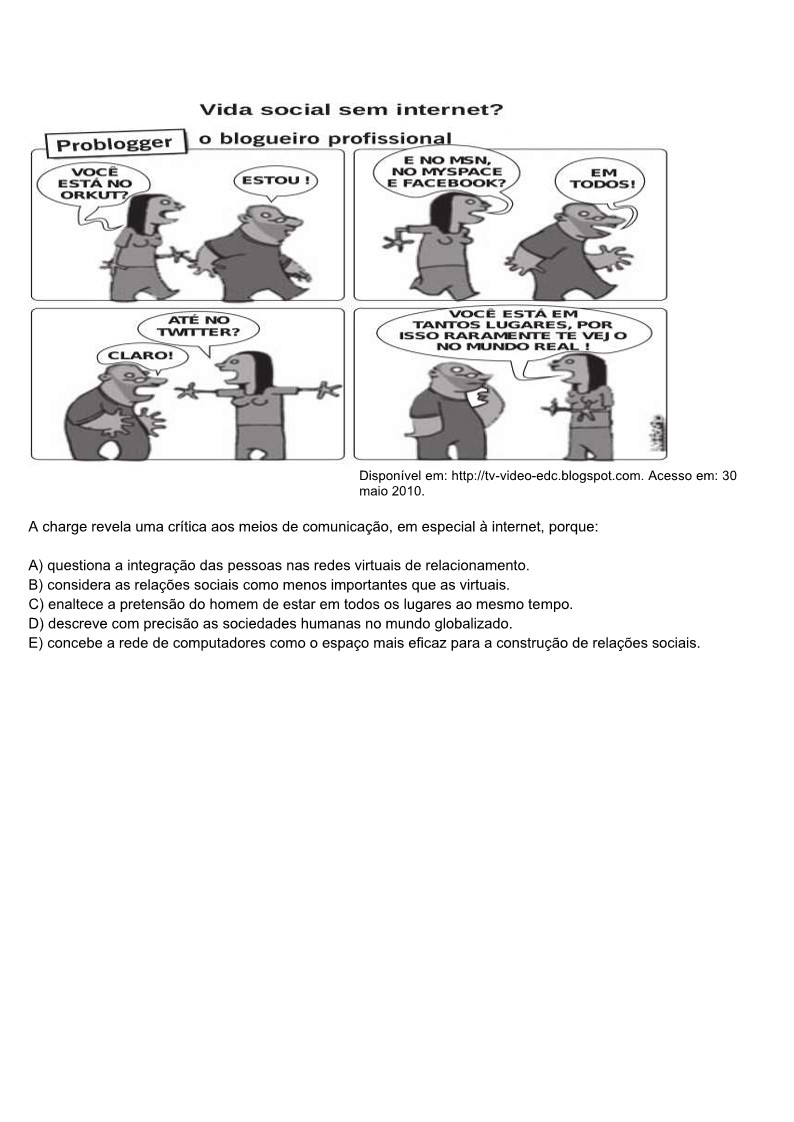 Vida social sem internet?
Problogger
o blogueiro profissional
VOCÊ
ESTÁ NO
ORKUT?
ESTOU !
E NO MSN,
NO MYSPACE
E FACEBOOK?
EM
TODOS!
ATÉ NO
TWITTER?
CLARO!
VOCÊ ESTÁ EM
TANTOS LUGARES, POR
ISSO RARAMENTE TE VEJO
NO MUNDO REAL !
Disponível em: http://tv-video-edc.blogspot.com. Acesso em: 30
maio 2010.
A charge revela uma crítica aos meios de comunicação, em especial à internet, porque:
A) questiona a integração das pessoas nas redes virtuais de relacionamento.
B) considera as relações sociais como menos importantes que as virtuais.
C) enaltece a pretensão do homem de estar em todos os lugares ao mesmo tempo.
D) descreve com precisão as sociedades humanas no mundo globalizado.
E) concebe a rede de computadores como o espaço mais eficaz para a construção de relações sociais.